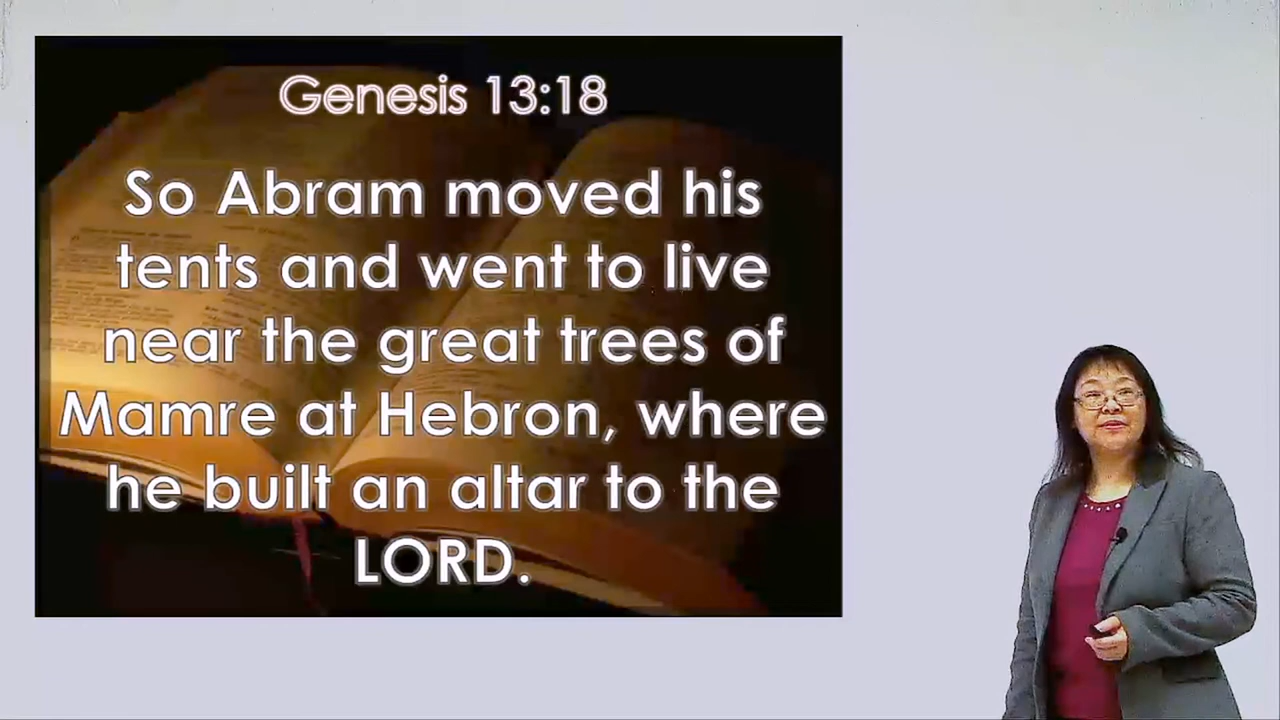 Genesis 13:18
So Abram moved his
tents and went to live
near the great trees of
Mamre at Hebron, where
he built an altar to the
LORD.